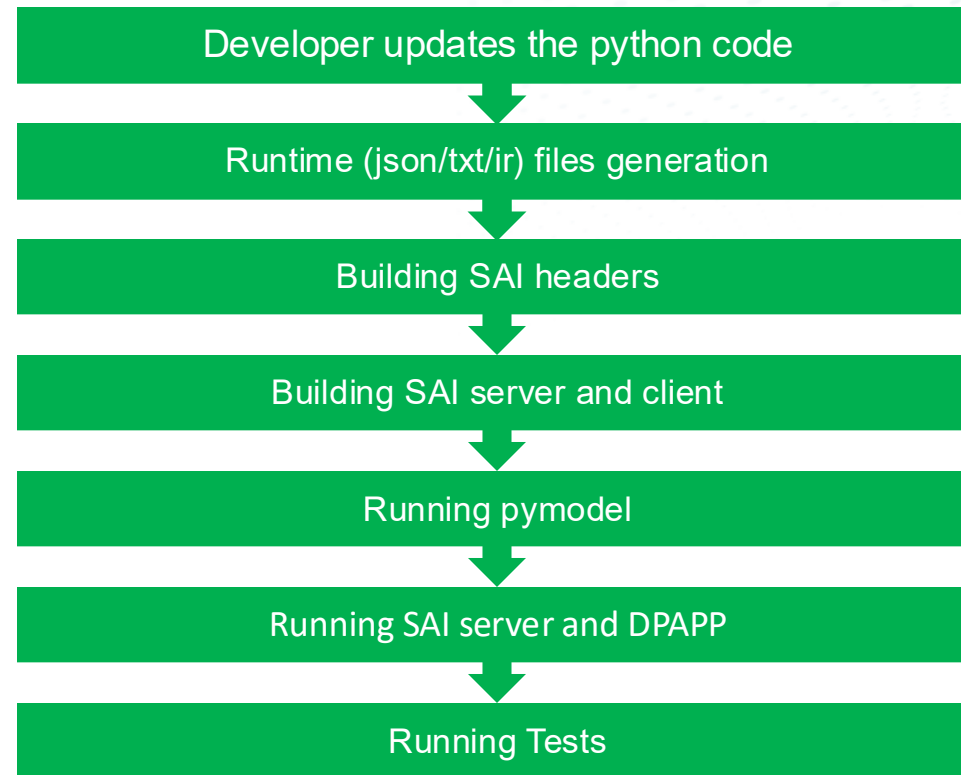 Developer updates the python code
Runtime (json/txt/ir) files generation
Building SAI headers
Building SAI server and client
Running pymodel
Running SAI server and DPAPP
Running Tests